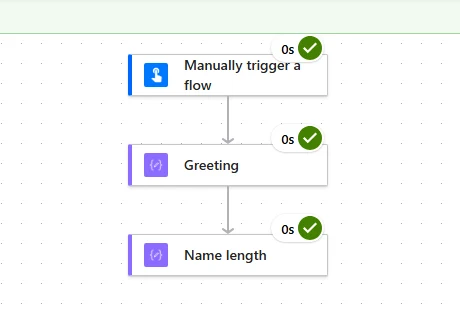 0s
Manually trigger a
flow
0s
Greeting
0s
Name length